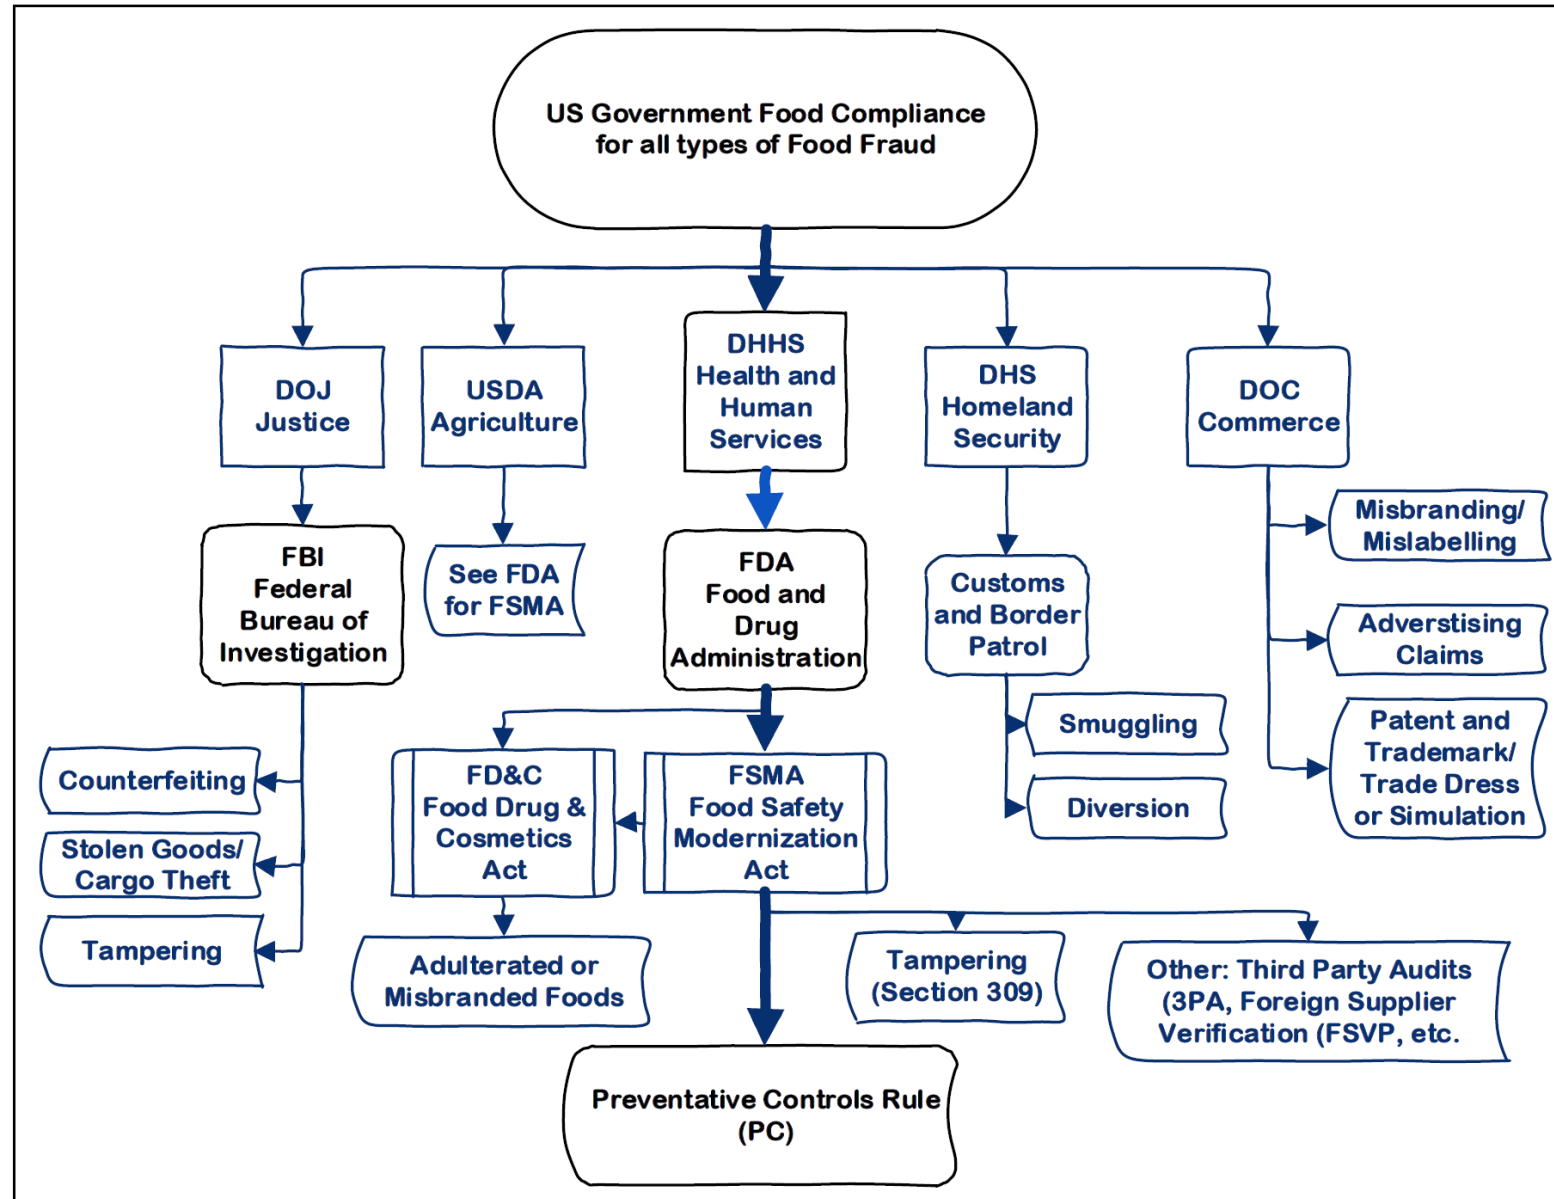 US Government Food Compliance
for all types of Food Fraud
DOJ
Justice
USDA
Agriculture
DHHS
Health and
Human
Services
DHS
Homeland
Security
DOC
Commerce
FBI
Federal
Bureau of
Investigation
See FDA
for FSMA
FDA
Food and
Drug
Administration
Customs
and Border
Patrol
Misbranding/
Mislabelling
Adverstising
Claims
Patent and
Trademark/
Trade Dress
or Simulation
Smuggling
Diversion
Counterfeiting
Stolen Goods/
Cargo Theft
Tampering
FD&C
Food Drug &
Cosmetics
Act
FSMA
Food Safety
Modernization
Act
Adulterated or
Misbranded Foods
Tampering
(Section 309)
Other: Third Party Audits
(3PA, Foreign Supplier
Verification (FSVP, etc.
Preventative Controls Rule
(PC)